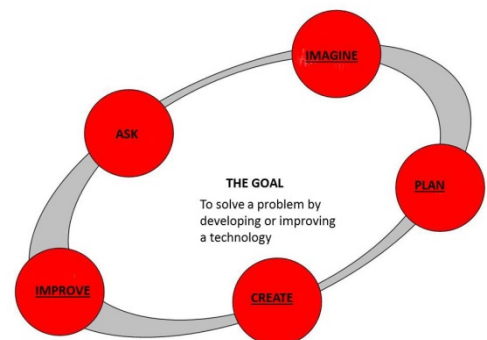 IMAGINE
ASK
PLAN
THE GOAL
To solve a problem by
developing or improving
a technology
IMPROVE
CREATE